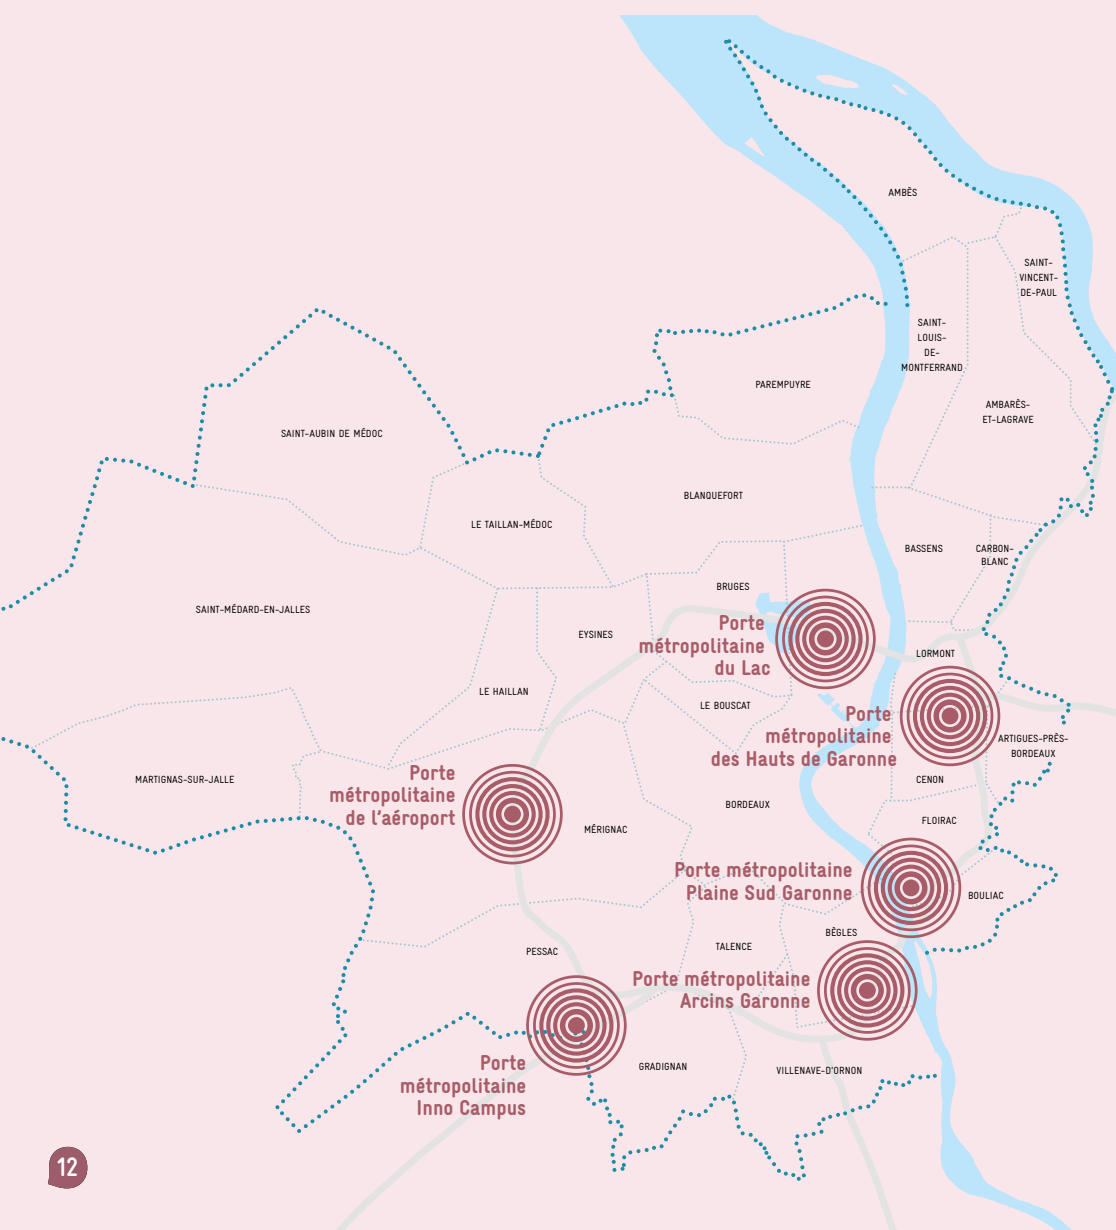 AMBÈS
SAINT-
VINCENT-
DE-PAUL
SAINT-
LOUIS-
DE-
MONTFERRAND
PAREMPUYRE
AMBARÈS-
ET-LAGRAVE
SAINT-AUBIN DE MÉDOC
BLANQUEFORT
LE TAILLAN-MÉDOC
BASSENS
CARBON-
BLANC
BRUGES
SAINT-MÉDARD-EN-JALLES
EYSINES
Porte
métropolitaine
du Lac
LORMONT
LE HAILLAN
LE BOUSCAT
Porte
métropolitaine
des Hauts de Garonne
ARTIGUES-PRÈS-
BORDEAUX
MARTIGNAS-SUR-JALLE
Porte
métropolitaine
de l'aéroport
CENON
BORDEAUX
FLOIRAC
MÉRIGNAC
Porte métropolitaine
Plaine Sud Garonne
BOULIAC
BÈGLES
TALENCE
PESSAC
Porte métropolitaine
Arcins Garonne
Porte
métropolitaine
Inno Campus
GRADIGNAN
VILLENAVE-D'ORNON
12